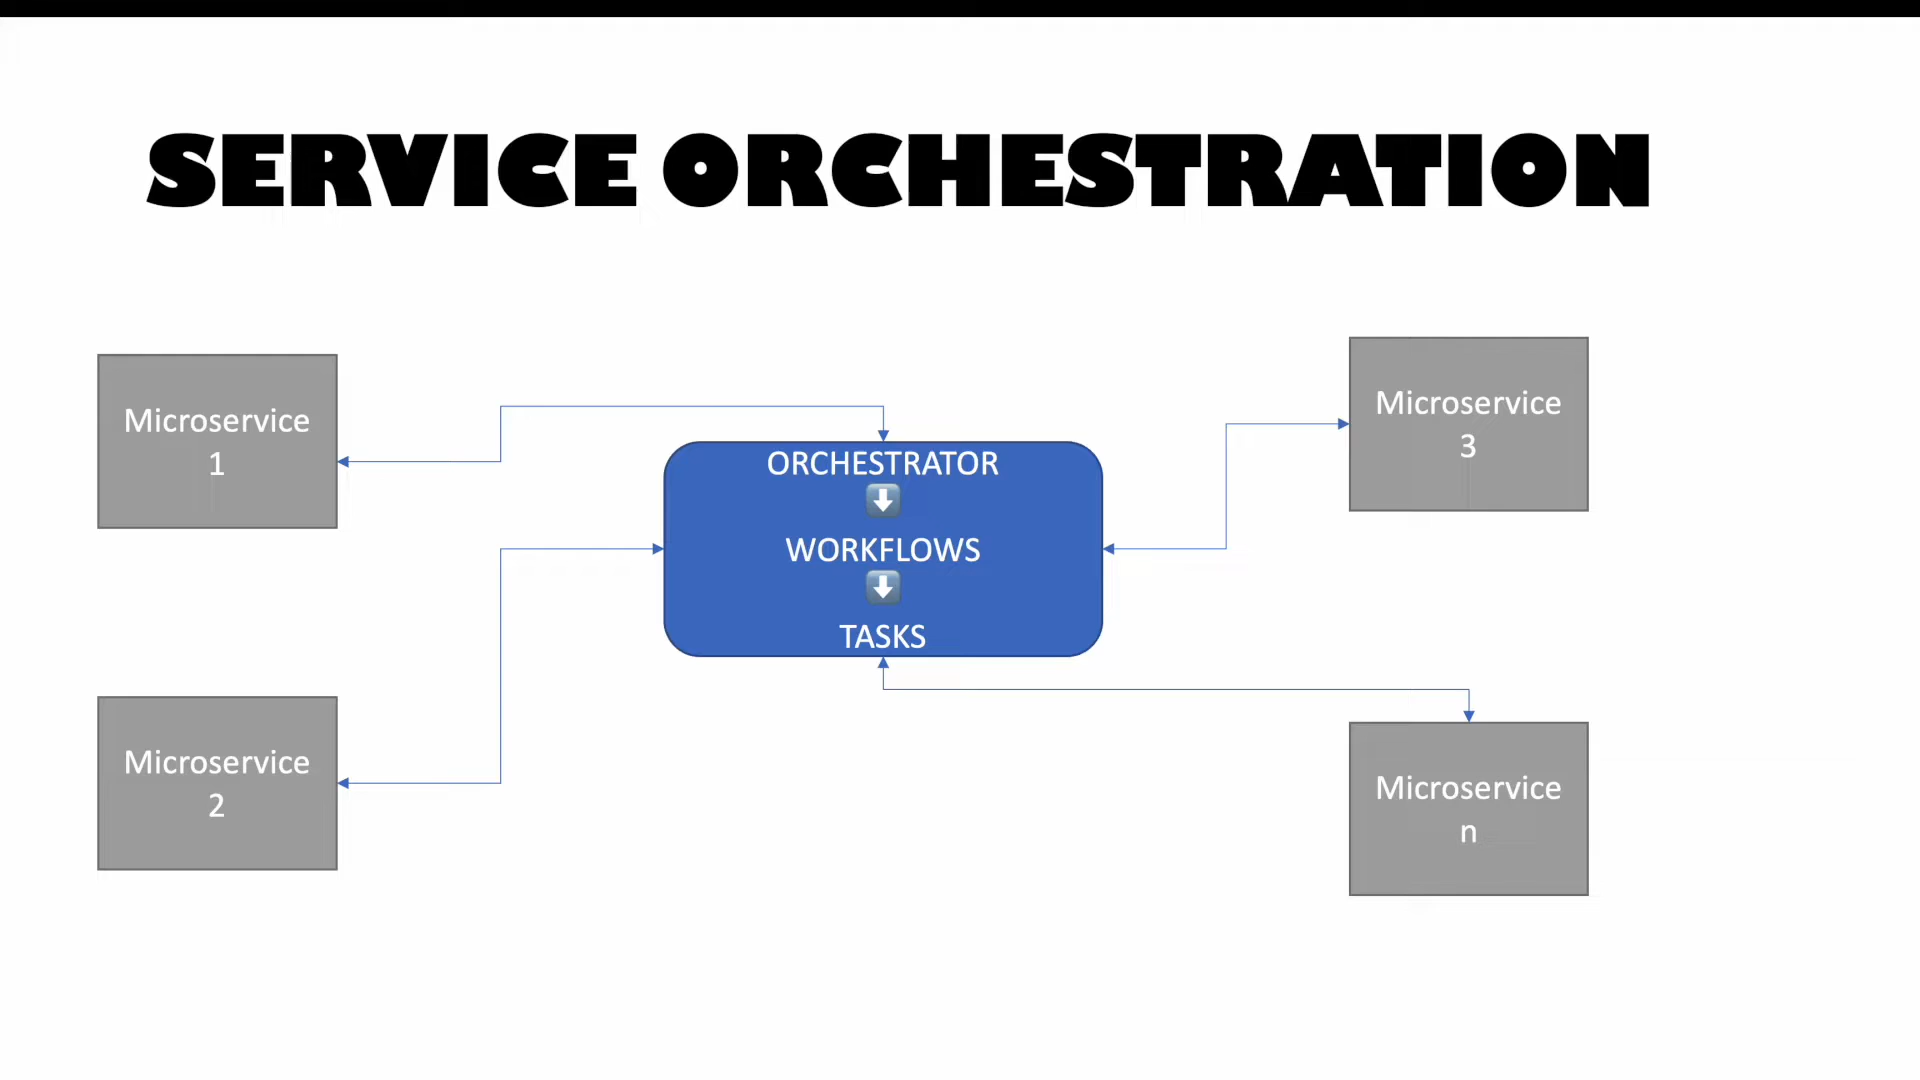 SERVICE ORCHESTRATION
Microservice
1
Microservice
3
ORCHESTRATOR
WORKFLOWS
TASKS
Microservice
2
Microservice
n